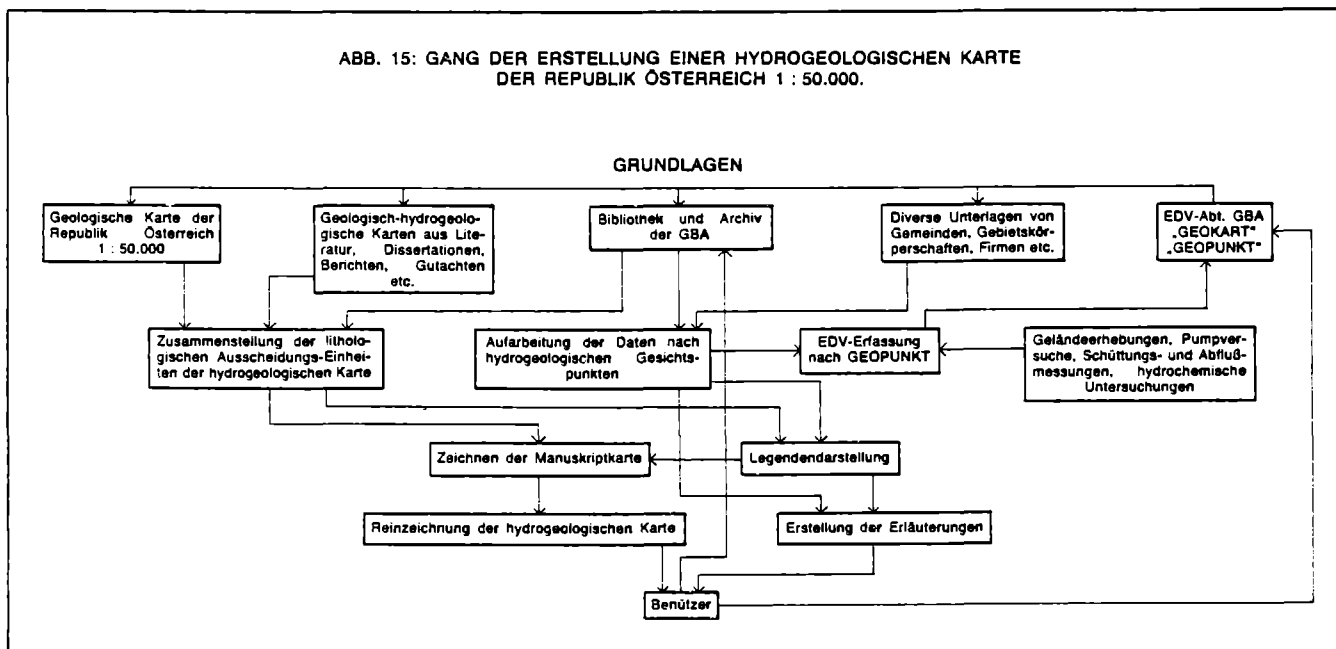 ABB. 15: GANG DER ERSTELLUNG EINER HYDROGEOLOGISCHEN KARTE
DER REPUBLIK ÖSTERREICH 1 : 50.000.
GRUNDLAGEN
Geologische Karte der
Republik Österreich
1 : 50.000
Geologisch-hydrogeolo-
gische Karten aus Lite-
ratur, Dissertationen,
Berichten, Gutachten
etc.
Bibliothek und Archiv
der GBA
Diverse Unterlagen von
Gemeinden, Gebietskör-
perschaften, Firmen etc.
EDV-Abt. GBA
„GEOKART"
„GEOPUNKT"
Zusammenstellung der lithologi-
schen Ausscheidungs-Einhei-
ten der hydrogeologischen Karte
Aufarbeitung der Daten nach
hydrogeologischen Gesichts-
punkten
EDV-Erfassung
nach GEOPUNKT
Geländeerhebungen, Pumpver-
suche, Schüttungs- und Abfluß-
messungen, hydrochemische
Untersuchungen
Zeichnen der Manuskriptkarte
Legendendarstellung
Reinzeichnung der hydrogeologischen Karte
Erstellung der Erläuterungen
Benützer